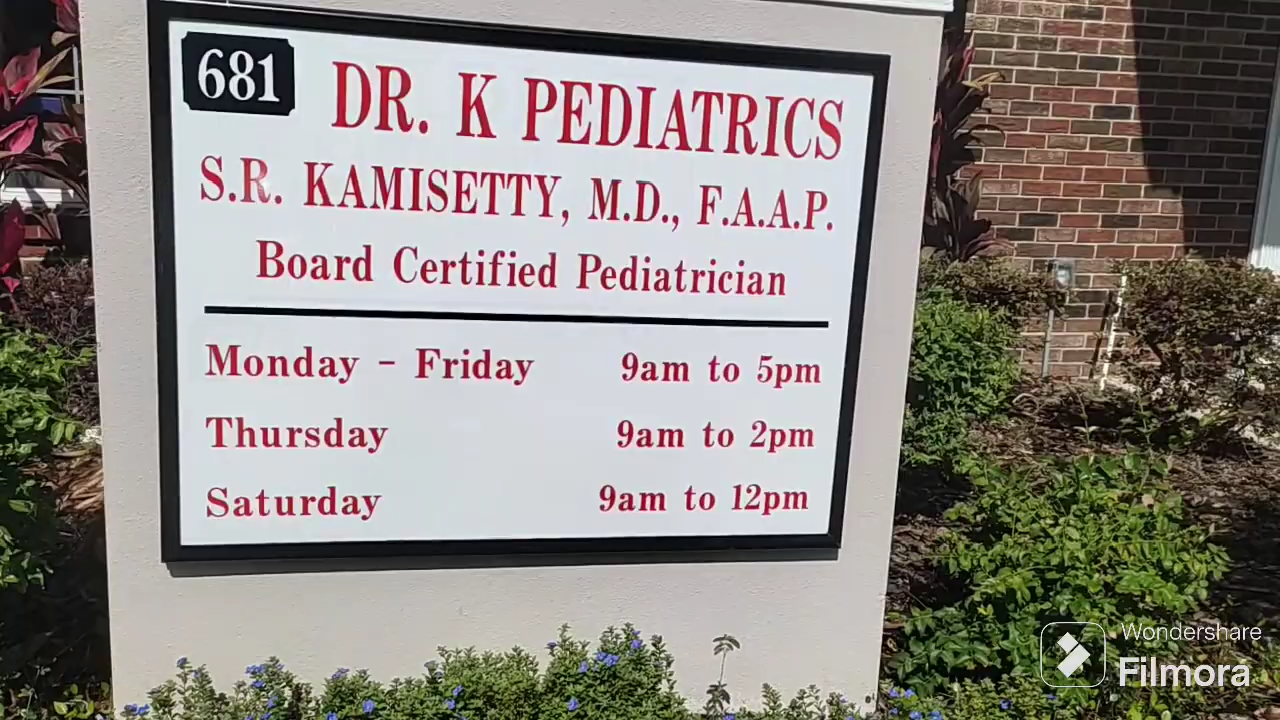 681
DR. K PEDIATRICS
S.R. KAMISETTY, M.D., F.A.A.P.
Board Certified Pediatrician
Monday - Friday 9am to 5pm
Thursday 9am to 2pm
Saturday 9am to 12pm
Wondershare
Filmora